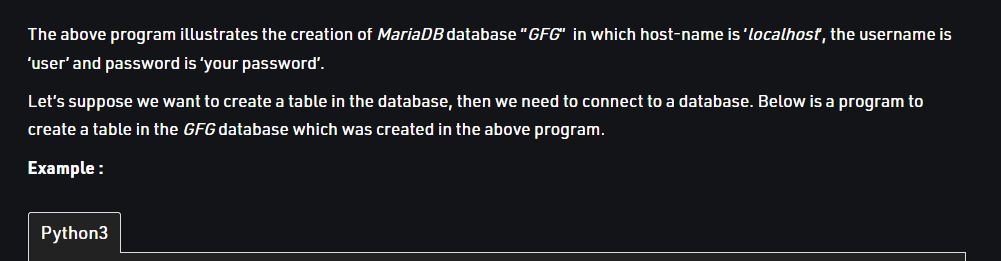 The above program illustrates the creation of MariaDB database "GFG"  in which host-name is 'localhost', the username is
'user' and password is 'your password'.
Let's suppose we want to create a table in the database, then we need to connect to a database. Below is a program to
create a table in the GFG database which was created in the above program.
Example :
Python3